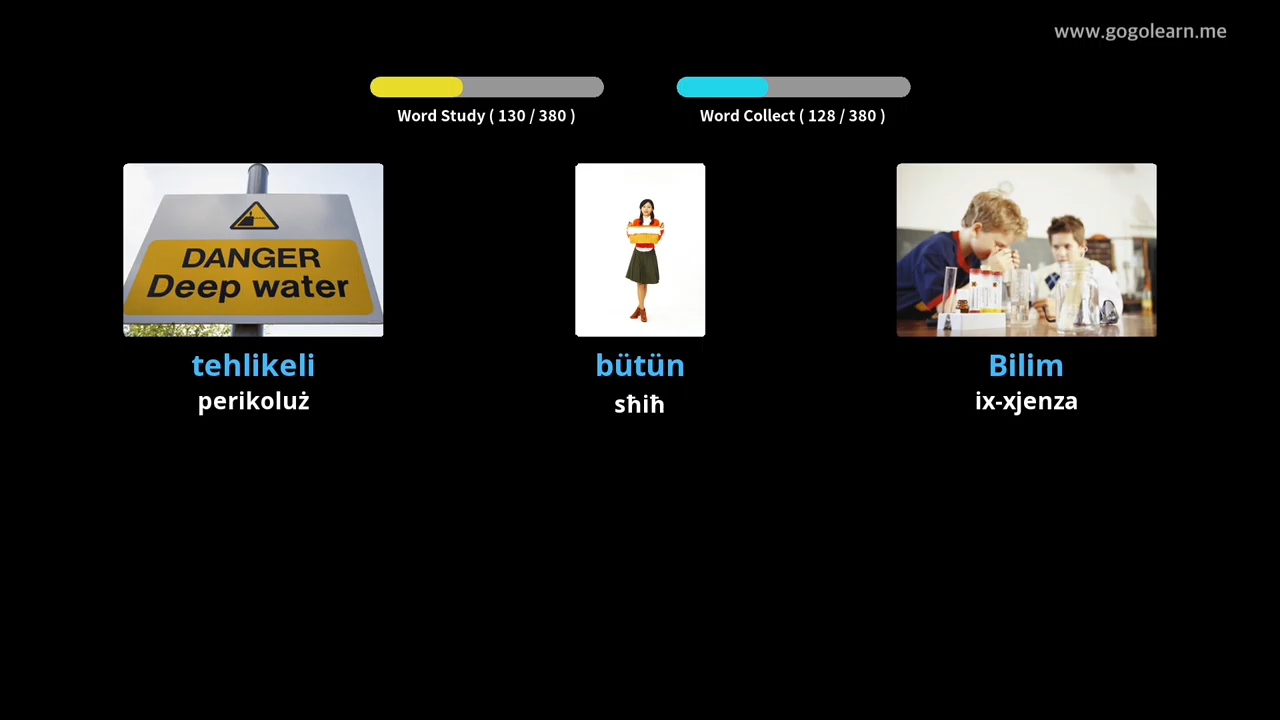 www.gogolearn.me
Word Study ( 130 / 380 )
Word Collect ( 128 / 380 )
DANGER
Deep water
tehlikeli
bütün
Bilim
perikoluż
sħiħ
ix-xjenza